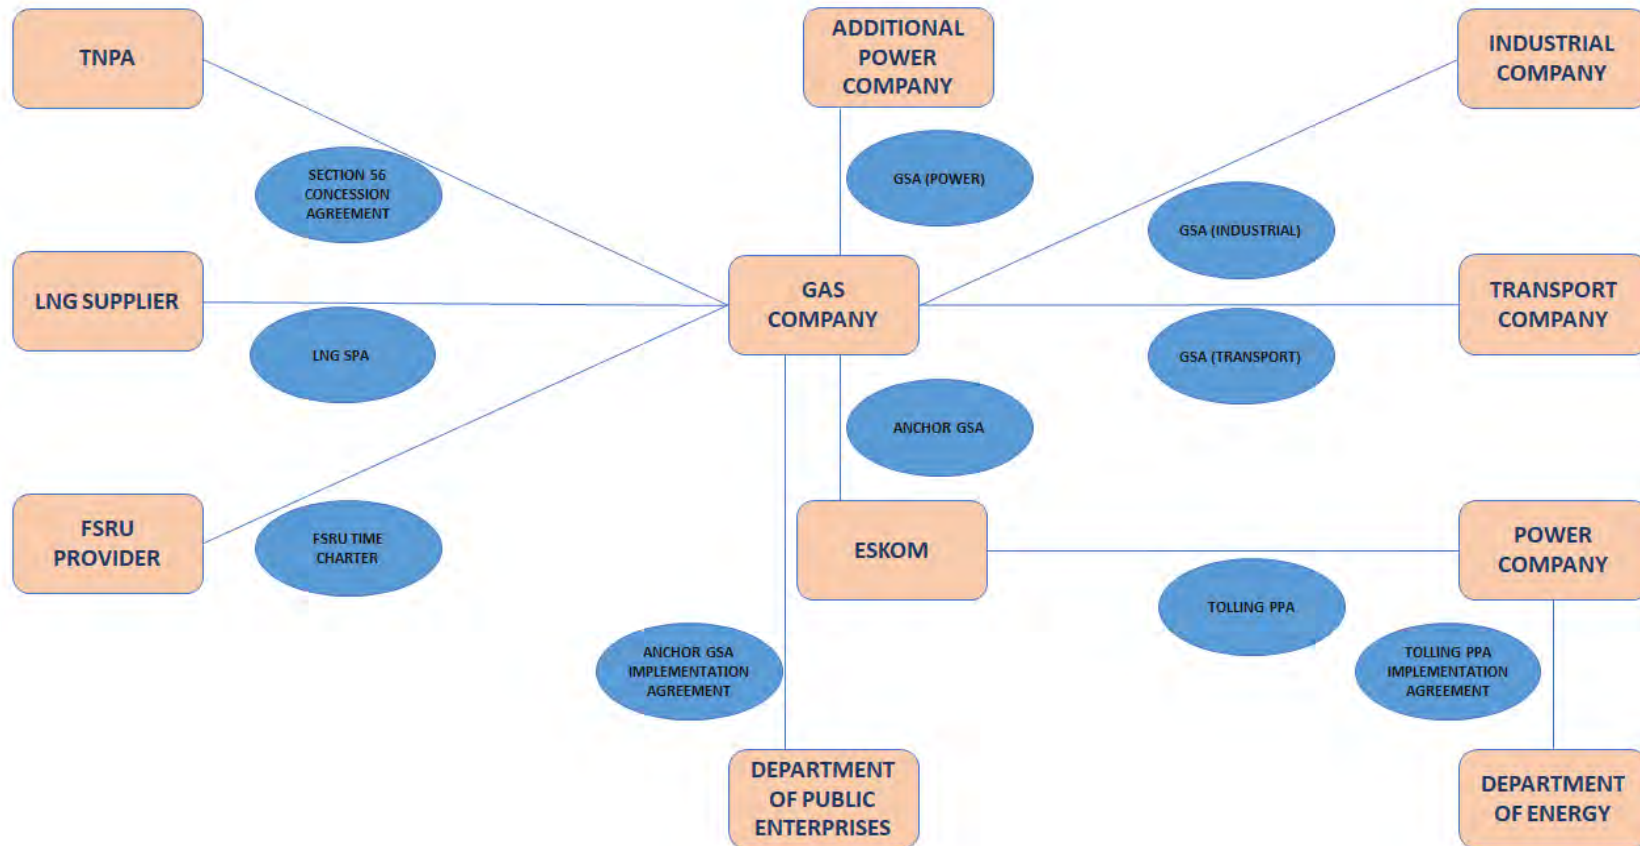 TNPA
ADDITIONAL
POWER
COMPANY
INDUSTRIAL
COMPANY
SECTION 56
CONCESSION
AGREEMENT
GSA (POWER)
GSA (INDUSTRIAL)
LNG SUPPLIER
GAS
COMPANY
TRANSPORT
COMPANY
LNG SPA
GSA (TRANSPORT)
ANCHOR GSA
FSRU
PROVIDER
FSRU TIME
CHARTER
ESKOM
POWER
COMPANY
TOLLING PPA
ANCHOR GSA
IMPLEMENTATION
AGREEMENT
TOLLING PPA
IMPLEMENTATION
AGREEMENT
DEPARTMENT
OF PUBLIC
ENTERPRISES
DEPARTMENT
OF ENERGY